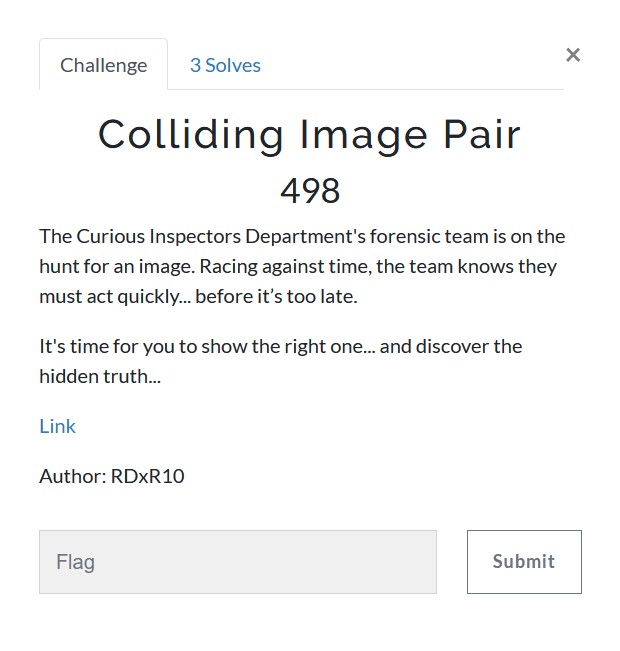 Challenge
3 Solves
×
Colliding Image Pair
498
The Curious Inspectors Department's forensic team is on the
hunt for an image. Racing against time, the team knows they
must act quickly... before it’s too late.
It's time for you to show the right one... and discover the
hidden truth...
Link
Author: RDxR10
Flag
Submit